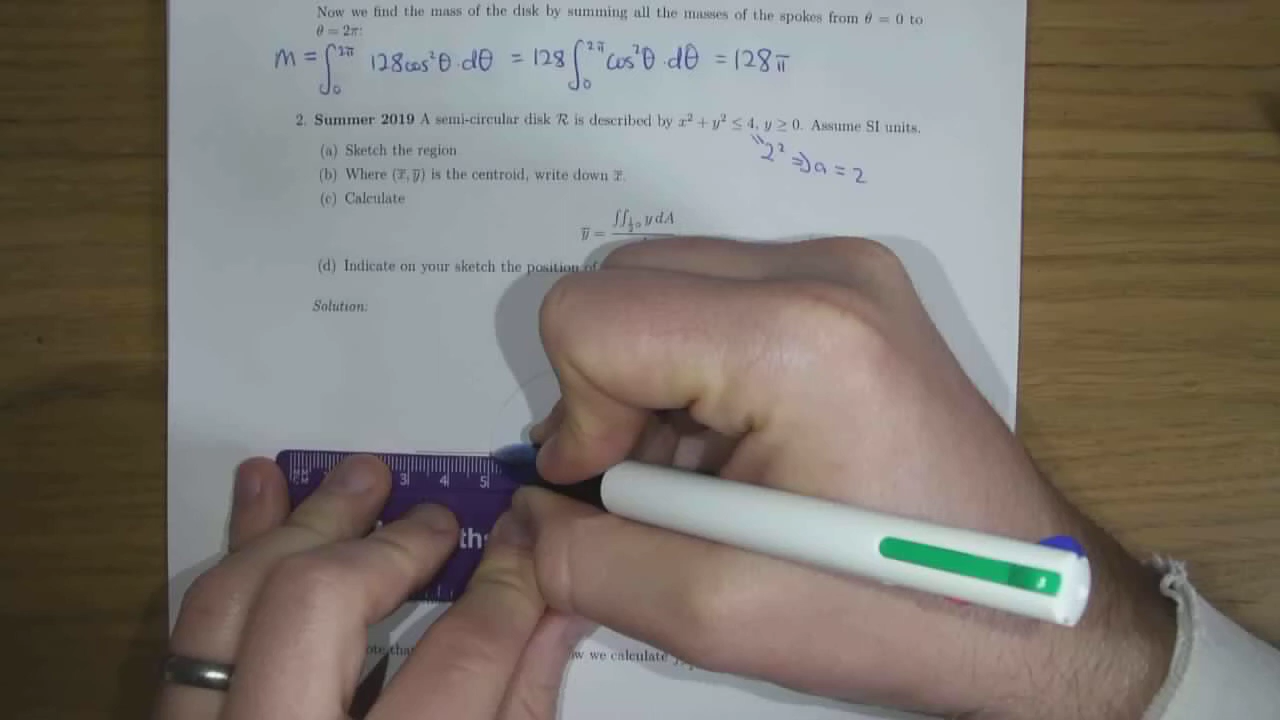 Now we find the mass of the disk by summing all the masses of the spokes from θ = 0 to
θ = 2π:
M = ∫₀^2π 128cos²θ·dθ = 128∫₀^2π cos²θ·dθ = 128π
2. Summer 2019 A semi-circular disk R is described by x² + y² ≤ 4, y ≥ 0. Assume SI units.
"2² ⇒ a = 2
(a) Sketch the region
(b) Where (x̅, y̅) is the centroid, write down x̅.
(c) Calculate
y̅ = ∬ y dA
(d) Indicate on your sketch the position of
Solution:
3 4 5
w we calculate